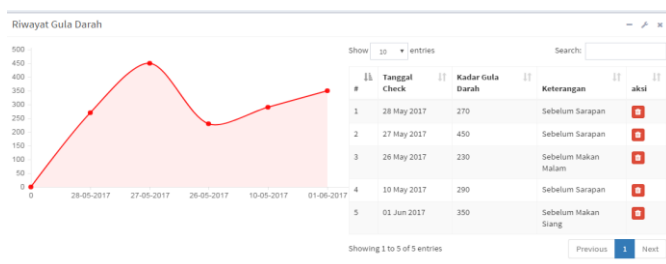 Riwayat Gula Darah
500
450
400
350
300
250
200
150
100
50
0
0 28-05-2017 27-05-2017 26-05-2017 10-05-2017 01-06-2017
Show 10 entries Search:
# Tanggal Check Kadar Gula Darah Keterangan aksi
1 28 May 2017 270 Sebelum Sarapan
2 27 May 2017 450 Sebelum Sarapan
3 26 May 2017 230 Sebelum Makan Malam
4 10 May 2017 290 Sebelum Sarapan
5 01 Jun 2017 350 Sebelum Makan Siang
Showing 1 to 5 of 5 entries Previous 1 Next